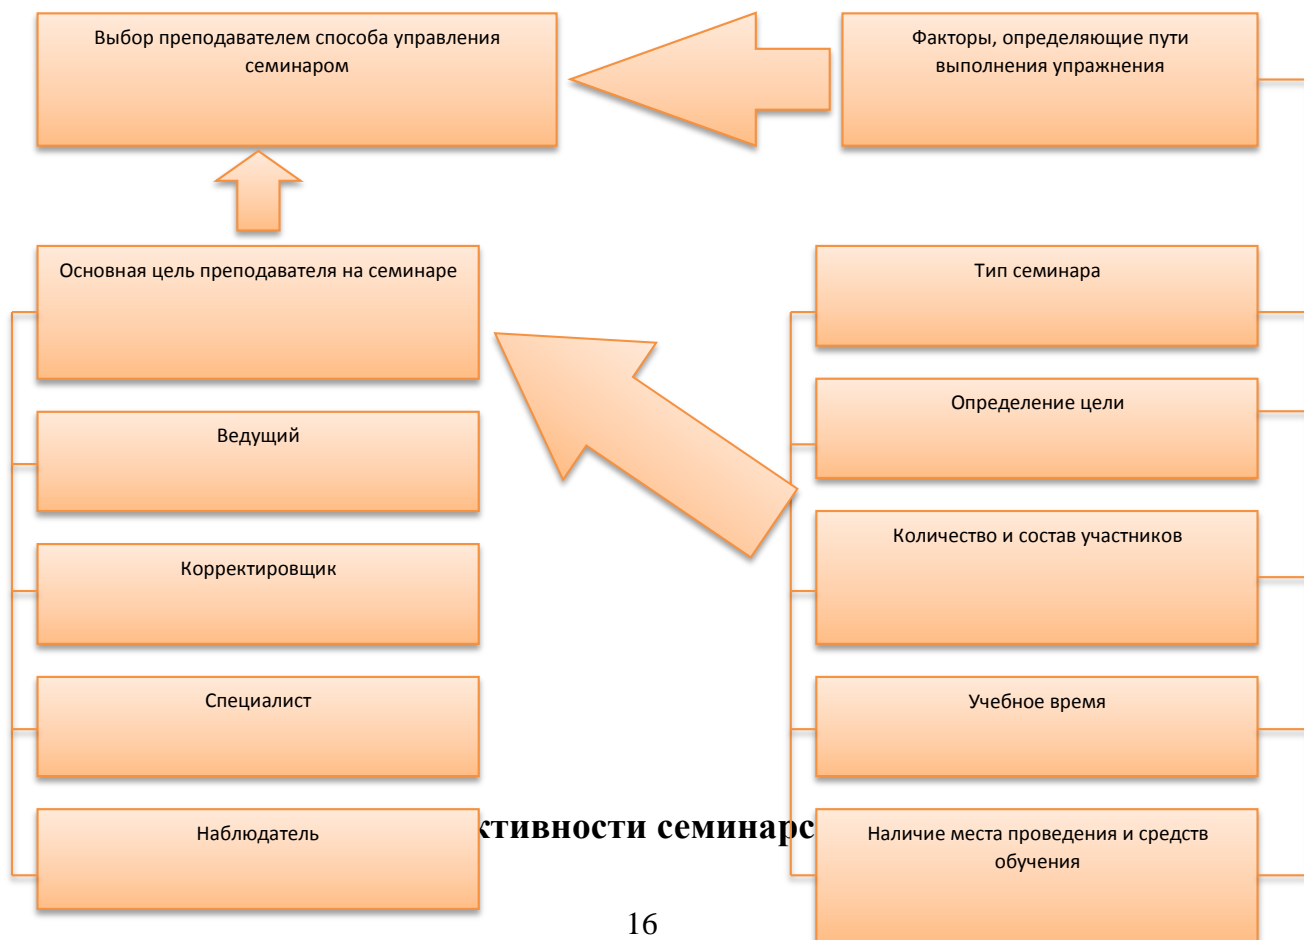 Выбор преподавателем способа управления
семинаром
Факторы, определяющие пути
выполнения упражнения
Основная цель преподавателя на семинаре
Ведущий
Корректировщик
Специалист
Наблюдатель
Тип семинара
Определение цели
Количество и состав участников
Учебное время
Наличие места проведения и средств
обучения
ктивности семинарс
16